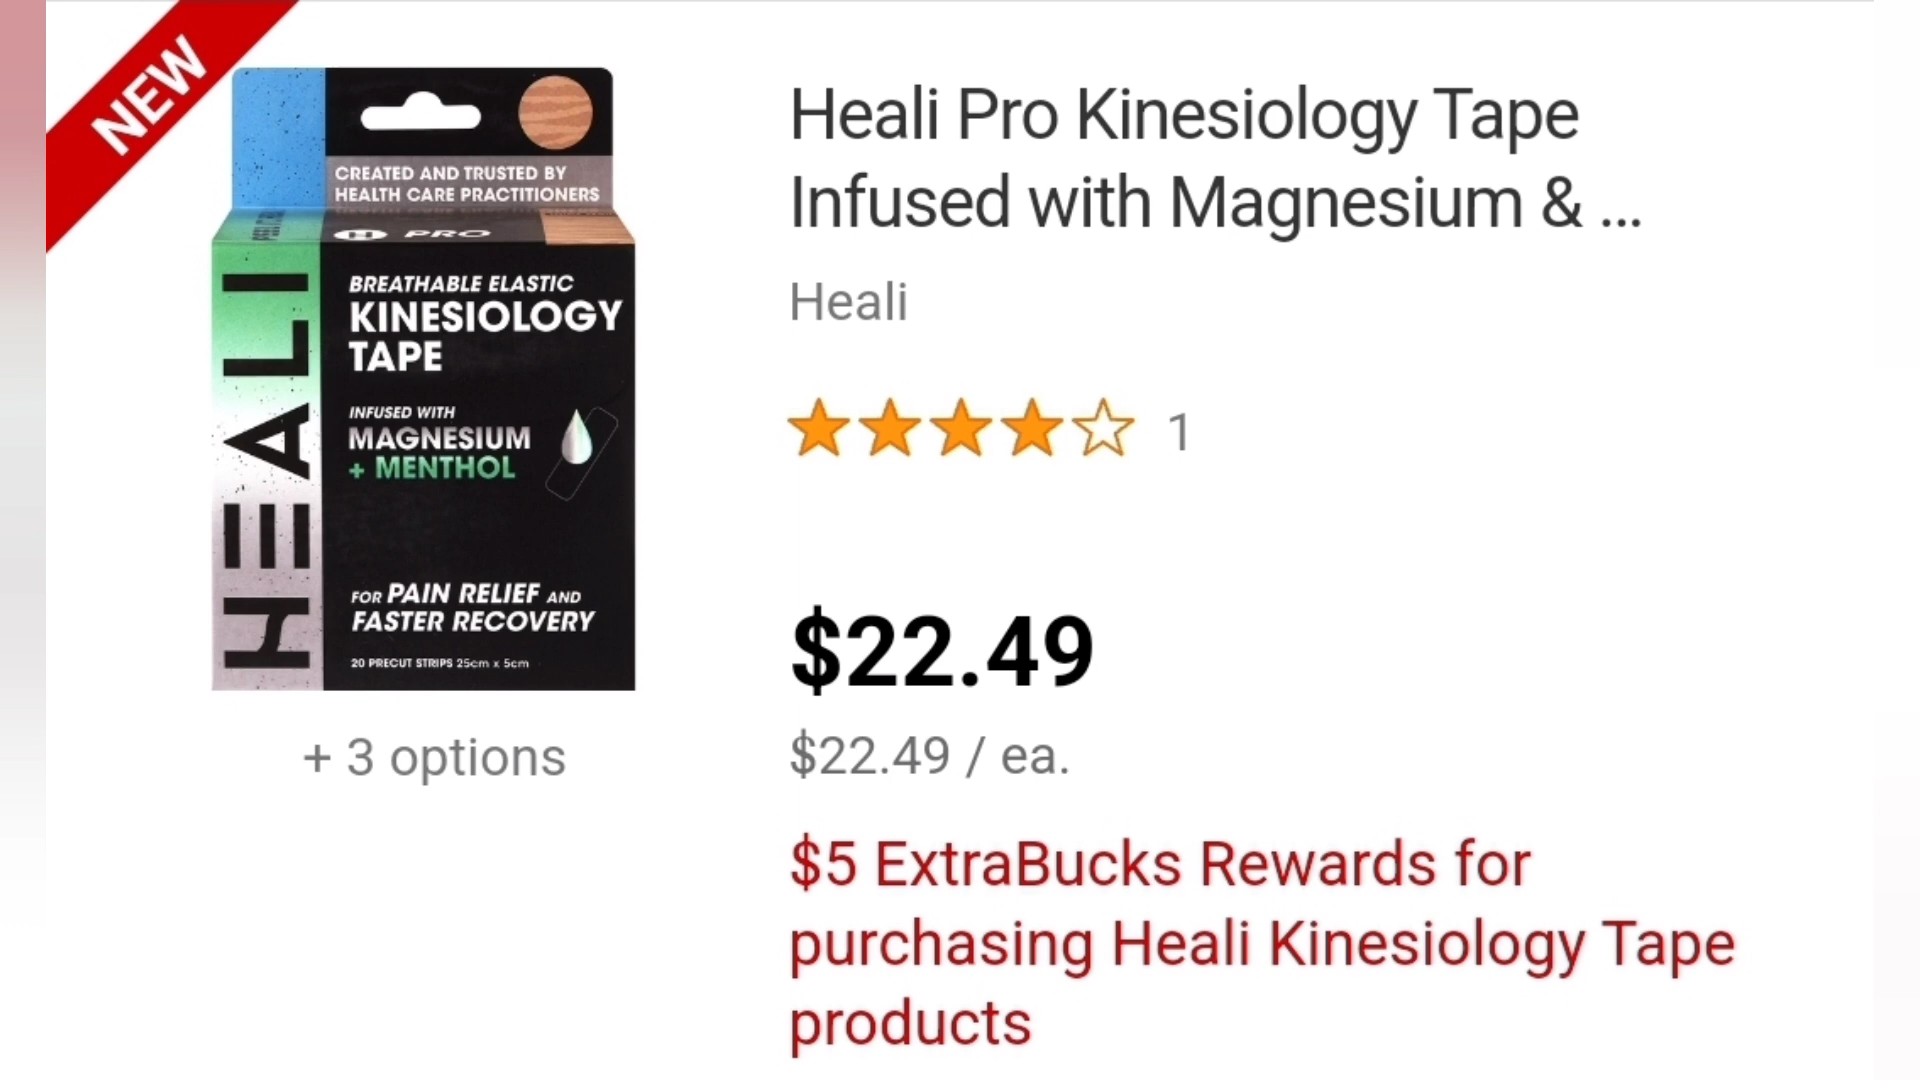 NEW
CREATED AND TRUSTED BY
HEALTH CARE PRACTITIONERS
H PRO
HEALI
BREATHABLE ELASTIC
KINESIOLOGY
TAPE
INFUSED WITH
MAGNESIUM
+ MENTHOL
FOR PAIN RELIEF AND
FASTER RECOVERY
20 PRECUT STRIPS 25cm x 5cm
+ 3 options
Heali Pro Kinesiology Tape
Infused with Magnesium & ...
Heali
1
$22.49
$22.49 / ea.
$5 ExtraBucks Rewards for
purchasing Heali Kinesiology Tape
products